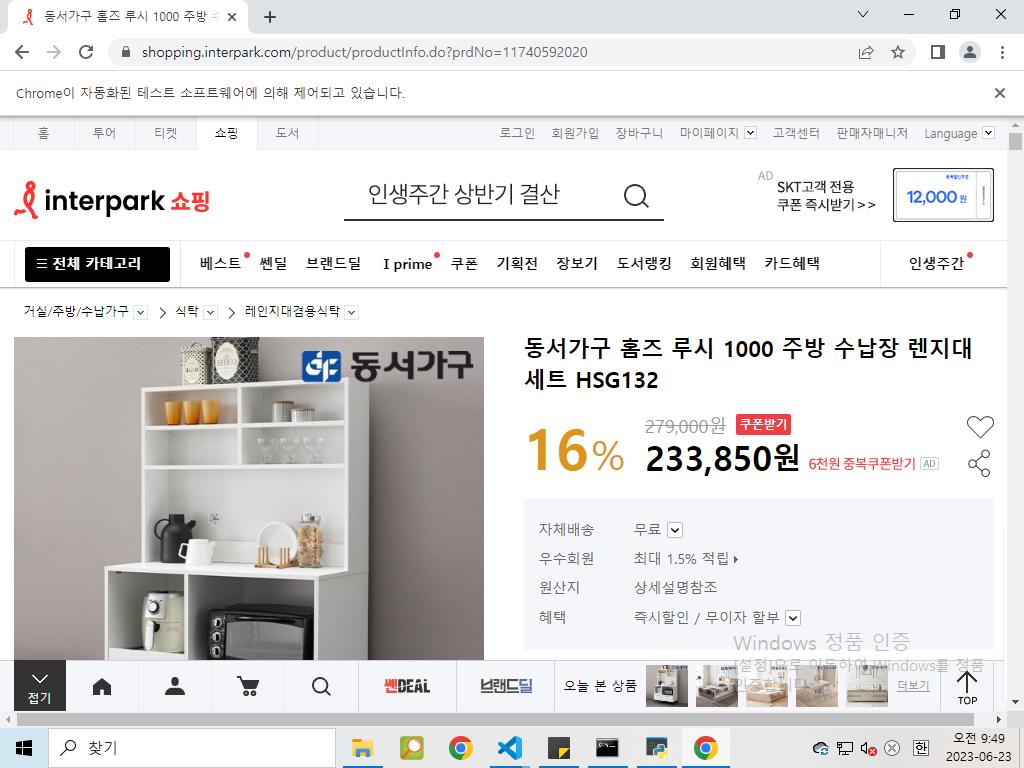 동서가구 홈즈 루시 1000 주방
shopping.interpark.com/product/productInfo.do?prdNo=11740592020
Chrome이 자동화된 테스트 소프트웨어에 의해 제어되고 있습니다.
홈 투어 티켓 쇼핑 도서 로그인 회원가입 장바구니 마이페이지 고객센터 판매자매니저 Language
interpark 쇼핑
인생주간 상반기 결산
AD
SKT고객 전용
쿠폰 즉시받기>>
중복할인쿠폰
12,000 원
전체 카테고리 베스트 쎈딜 브랜드딜 I prime 쿠폰 기획전 장보기 도서랭킹 회원혜택 카드혜택 인생주간
거실/주방/수납가구 식탁 레인지대겸용식탁
동서가구
동서가구 홈즈 루시 1000 주방 수납장 렌지대
세트 HSG132
16%
279,000원 쿠폰받기
233,850원 6천원 중복쿠폰받기 AD
자체배송 무료
우수회원 최대 1.5% 적립
원산지 상세설명참조
혜택 즉시할인 / 무이자 할부
Windows 정품 인증
[설정]으로 이동하여 Windows를 정품
인증합니다.
접기
쎈DEAL
브랜드딜
오늘 본 상품
더보기
TOP
찾기
한
오전 9:49
2023-06-23